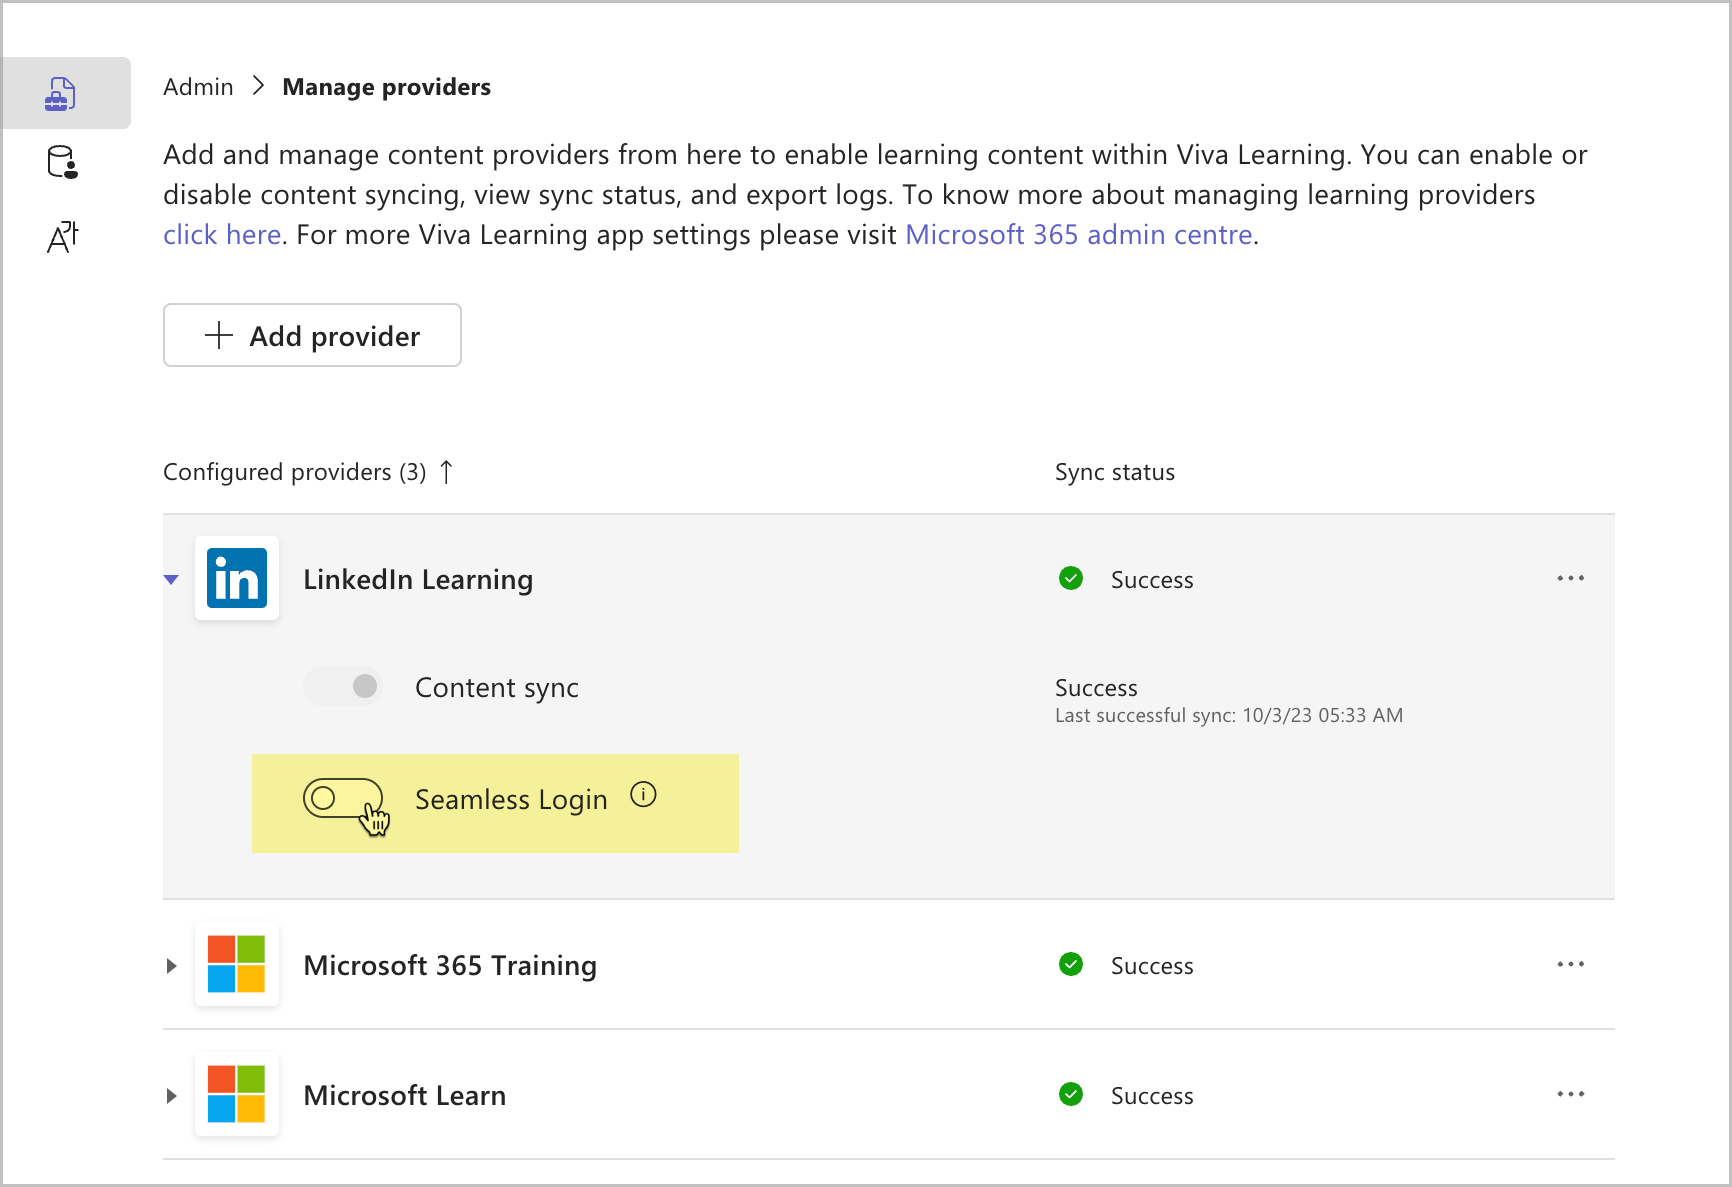 Admin > Manage providers
Add and manage content providers from here to enable learning content within Viva Learning. You can enable or
disable content syncing, view sync status, and export logs. To know more about managing learning providers
click here. For more Viva Learning app settings please visit Microsoft 365 admin centre.
Add provider
Configured providers (3) ↑ Sync status
in LinkedIn Learning Success ...
Content sync Success
Last successful sync: 10/3/23 05:33 AM
Seamless Login
Microsoft 365 Training Success ...
Microsoft Learn Success ...